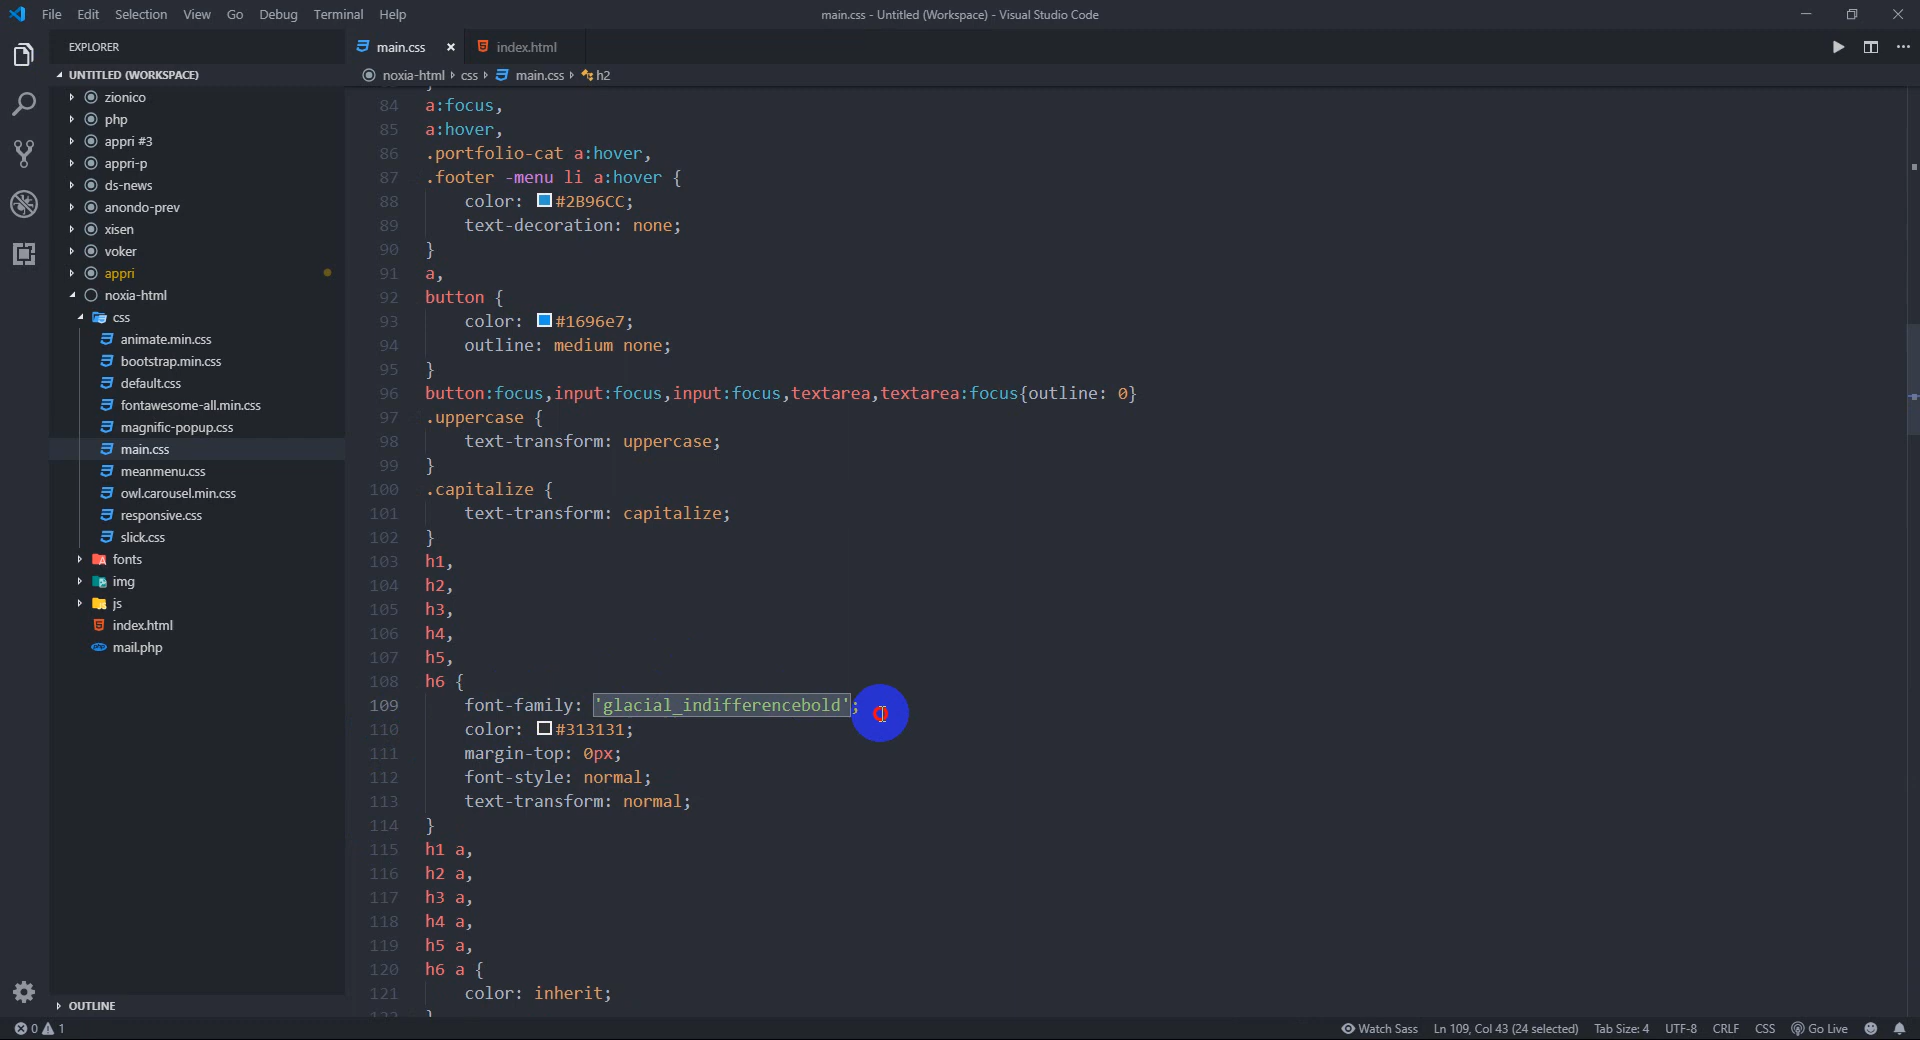 File Edit Selection View Go Debug Terminal Help
main.css - Untitled (Workspace) - Visual Studio Code
EXPLORER
UNTITLED (WORKSPACE)
zionico
php
appri #3
appri-p
ds-news
anondo-prev
xisen
voker
appri
noxia-html
css
animate.min.css
bootstrap.min.css
default.css
fontawesome-all.min.css
magnific-popup.css
main.css
meanmenu.css
owl.carousel.min.css
responsive.css
slick.css
fonts
img
js
index.html
mail.php
OUTLINE
main.css index.html
noxia-html css main.css h2
84 a:focus,
85 a:hover,
86 .portfolio-cat a:hover,
87 .footer -menu li a:hover {
88 color: #2B96CC;
89 text-decoration: none;
90 }
91 a,
92 button {
93 color: #1696e7;
94 outline: medium none;
95 }
96 button:focus,input:focus,input:focus,textarea,textarea:focus{outline: 0}
97 .uppercase {
98 text-transform: uppercase;
99 }
100 .capitalize {
101 text-transform: capitalize;
102 }
103 h1,
104 h2,
105 h3,
106 h4,
107 h5,
108 h6 {
109 font-family: 'glacial_indifferencebold';
110 color: #313131;
111 margin-top: 0px;
112 font-style: normal;
113 text-transform: normal;
114 }
115 h1 a,
116 h2 a,
117 h3 a,
118 h4 a,
119 h5 a,
120 h6 a {
121 color: inherit;
0 1 Watch Sass Ln 109, Col 43 (24 selected) Tab Size: 4 UTF-8 CRLF CSS Go Live